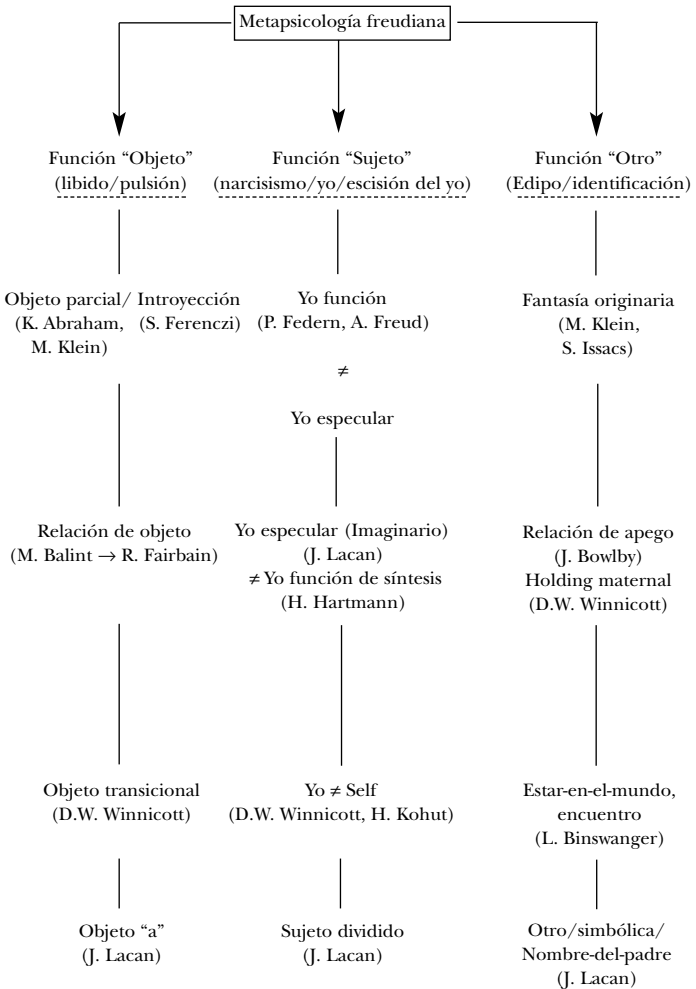 Metapsicología freudiana
Función “Objeto”
(libido/pulsión)
Función “Sujeto”
(narcisismo/yo/escisión del yo)
Función “Otro”
(Edipo/identificación)
Objeto parcial/
(K. Abraham,
M. Klein)
Introyección
(S. Ferenczi)
Yo función
(P. Federn, A. Freud)
≠
Yo especular
Fantasía originaria
(M. Klein,
S. Issacs)
Relación de objeto
(M. Balint → R. Fairbain)
Yo especular (Imaginario)
(J. Lacan)
≠ Yo función de síntesis
(H. Hartmann)
Relación de apego
(J. Bowlby)
Holding maternal
(D.W. Winnicott)
Objeto transicional
(D.W. Winnicott)
Yo ≠ Self
(D.W. Winnicott, H. Kohut)
Estar-en-el-mundo,
encuentro
(L. Binswanger)
Objeto “a”
(J. Lacan)
Sujeto dividido
(J. Lacan)
Otro/simbólica/
Nombre-del-padre
(J. Lacan)